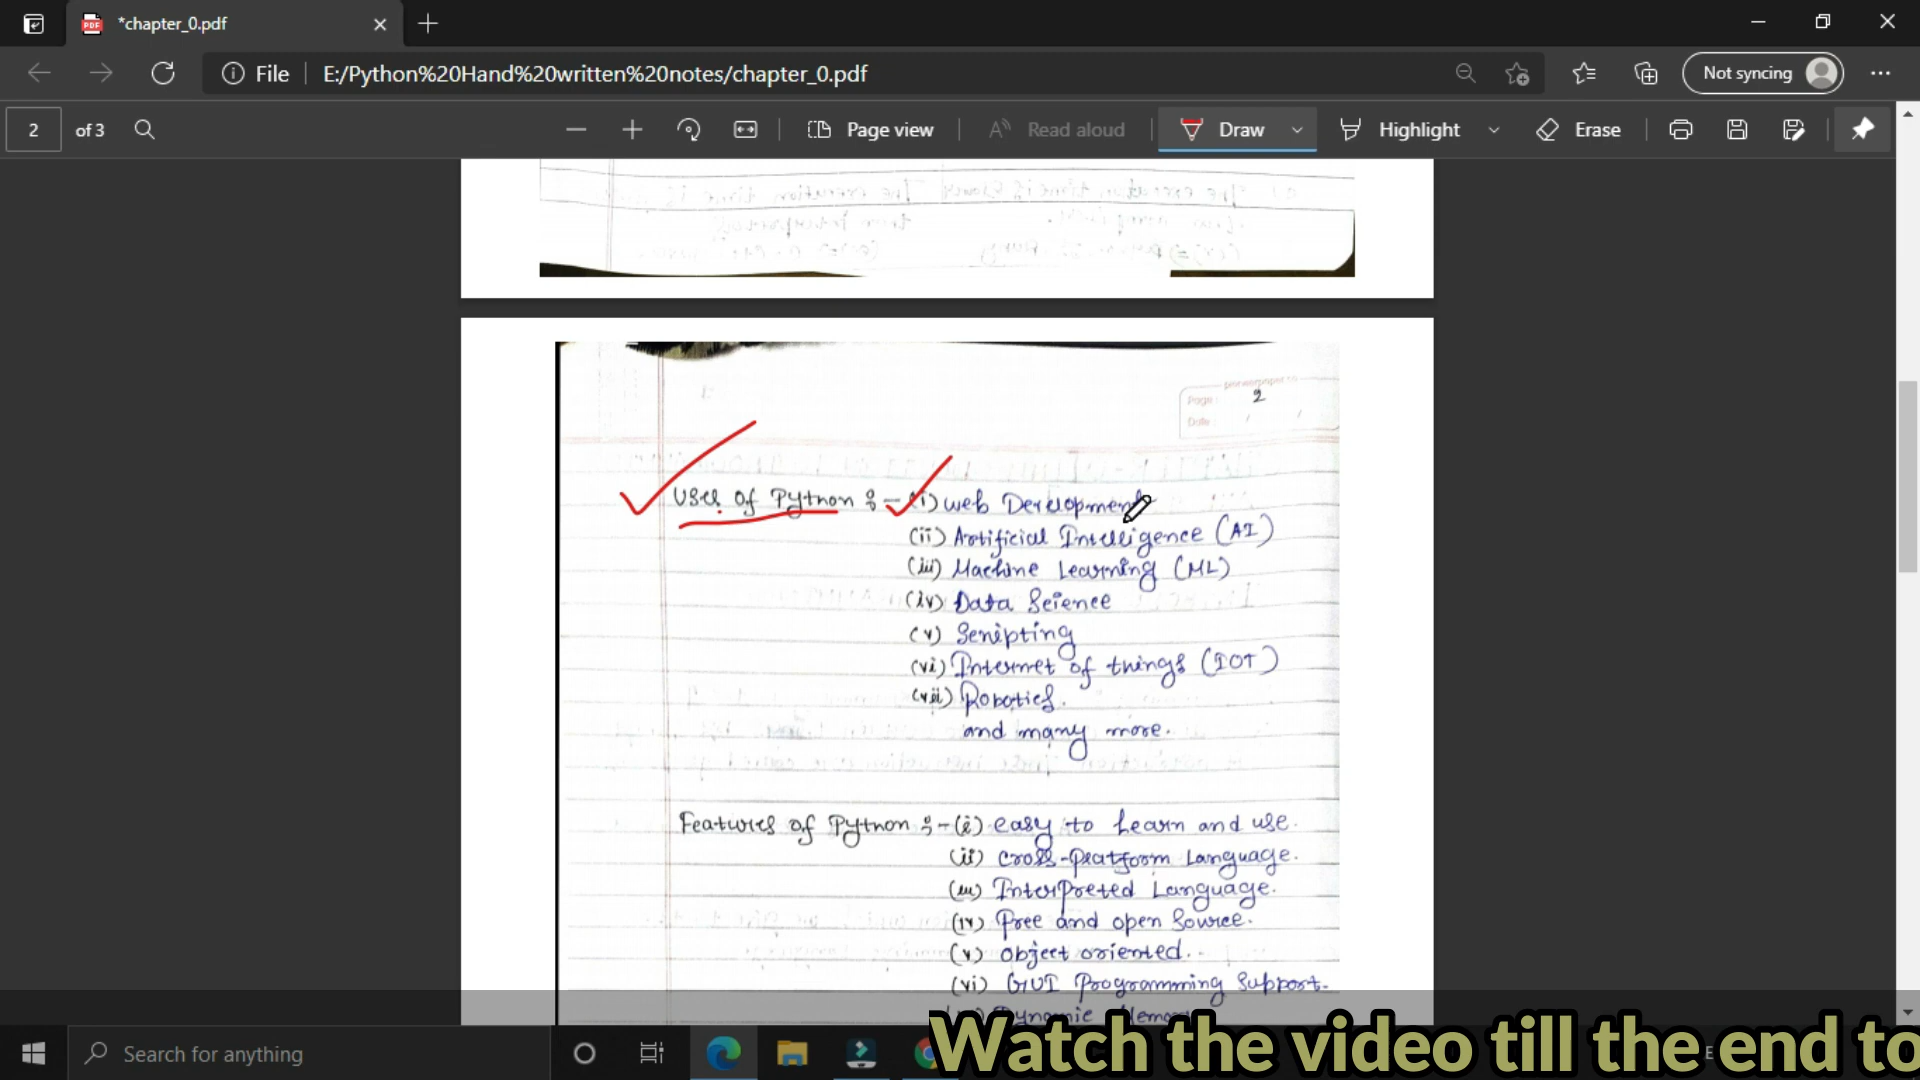 *chapter_0.pdf
File E:/Python%20Hand%20written%20notes/chapter_0.pdf
Not syncing
2 of 3
Page view
Read aloud
Draw
Highlight
Erase
Page: 2
Date:
Uses of Python :- (i) Web Development
(ii) Artificial Intelligence (AI)
(iii) Machine Learning (ML)
(iv) Data Science
(v) Scripting
(vi) Internet of things (IOT)
(vii) Robotics.
and many more.
Features of Python :- (i) easy to Learn and use.
(ii) Cross-Platform Language.
(iii) Interpreted Language.
(iv) Free and open Source.
(v) Object oriented.
(vi) GUI Programming Support.
Dynamic Memo
Watch the video till the end to
Search for anything